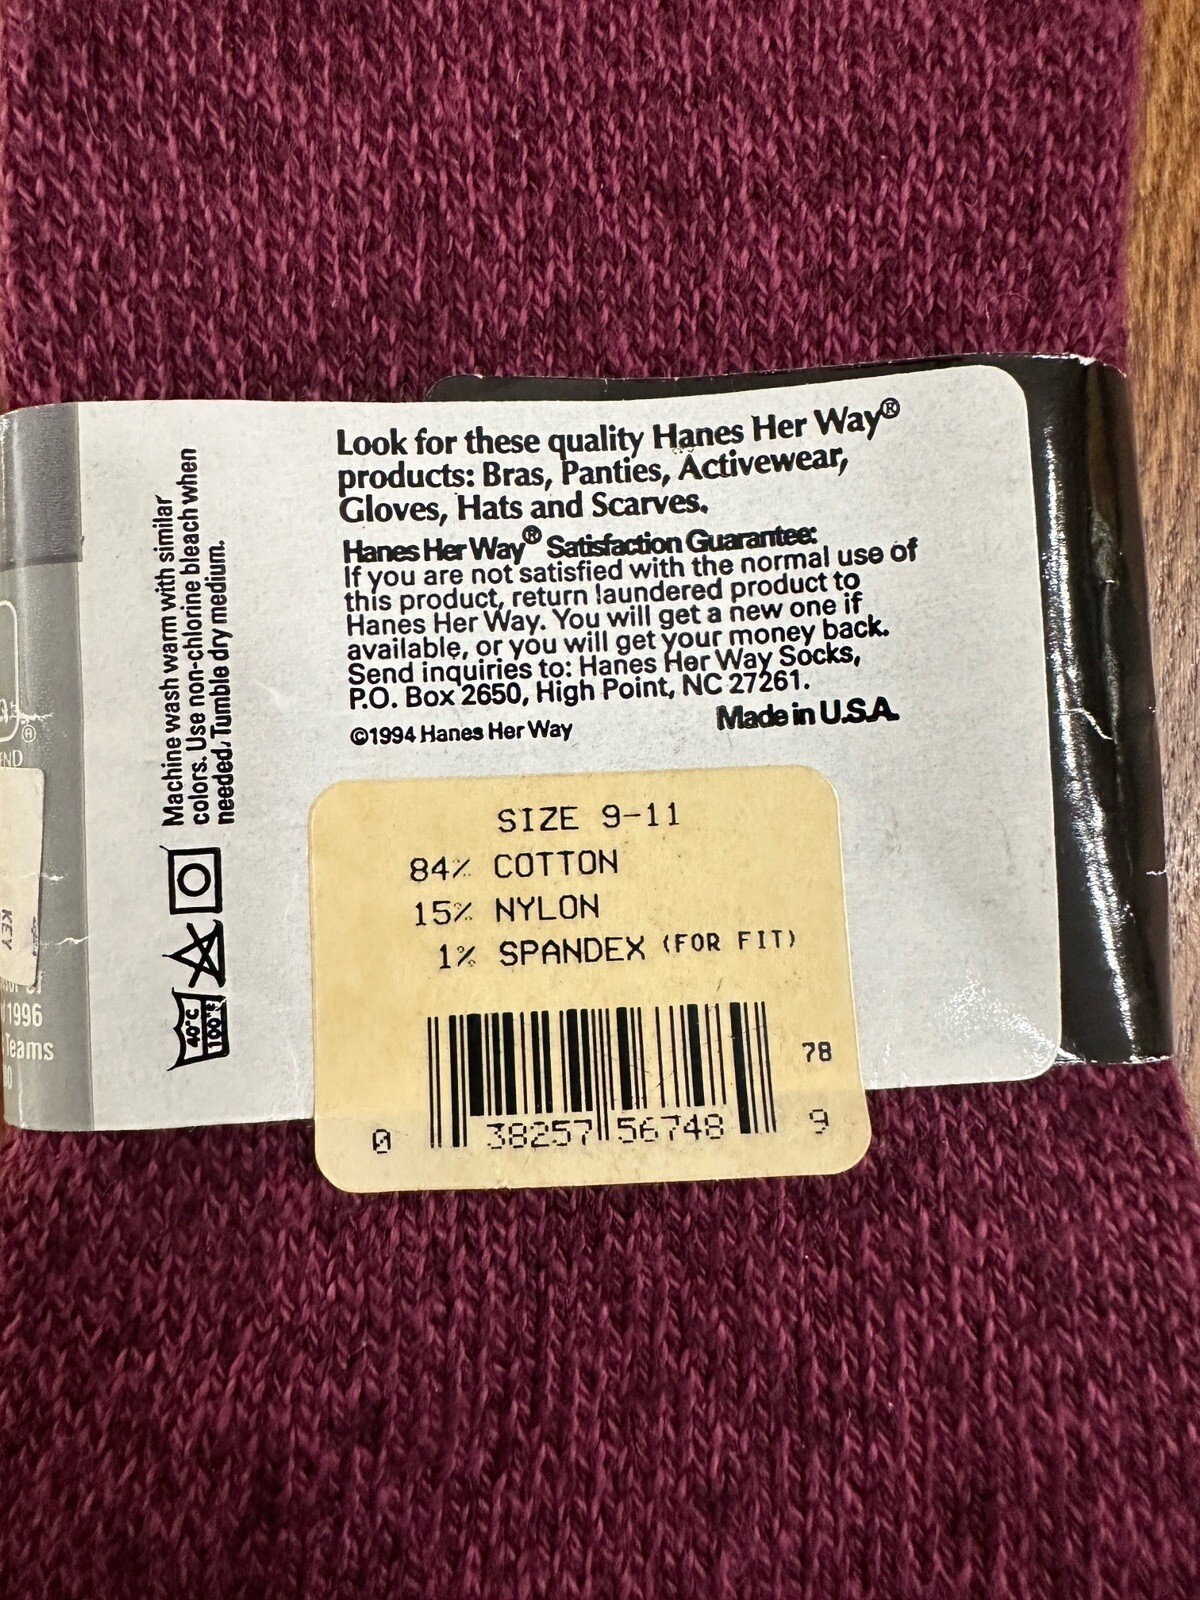 Look for these quality Hanes Her Way®
products: Bras, Panties, Activewear,
Gloves, Hats and Scarves.
Hanes Her Way® Satisfaction Guarantee:
If you are not satisfied with the normal use of
this product, return laundered product to
Hanes Her Way. You will get a new one if
available, or you will get your money back.
Send inquiries to: Hanes Her Way Socks,
P.O. Box 2650, High Point, NC 27261.
©1994 Hanes Her Way
Made in U.S.A.
Machine wash warm with similar
colors. Use non-chlorine bleach when
needed. Tumble dry medium.
40°C
100°F
SIZE 9-11
84% COTTON
15% NYLON
1% SPANDEX (FOR FIT)
78
0 38257 56748 9
®
KEY
1996
Teams